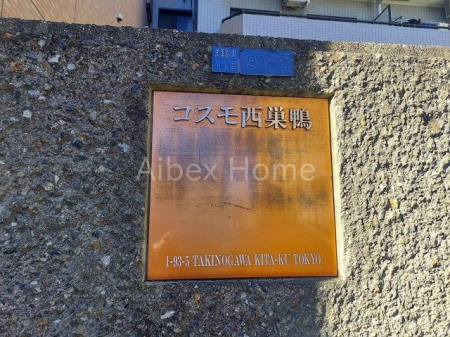 コスモ西巣鴨
Aibex Home
1-93-5 TAKINOGAWA KITA-KU TOKYO